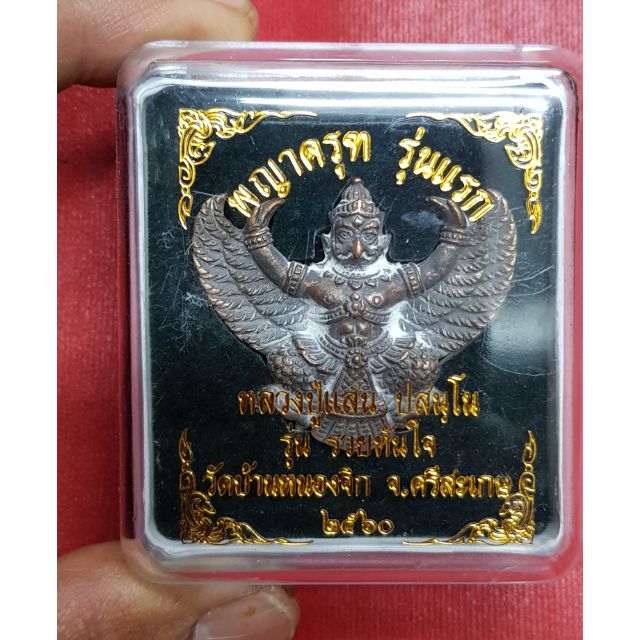 พญาครุฑ รุ่นแรก
หลวงปู่แสน ปสนฺโน
รุ่น รวยทันใจ
วัดบ้านหนองจิก จ.ศรีสะเกษ
๒๕๖๐